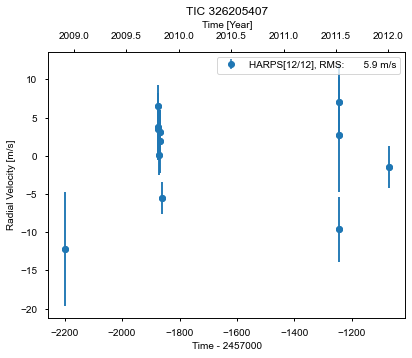 TIC 326205407
Time [Year]
2009.0 2009.5 2010.0 2010.5 2011.0 2011.5 2012.0
HARPS[12/12], RMS: 5.9 m/s
Radial Velocity [m/s]
10
5
0
−5
−10
−15
−20
−2200 −2000 −1800 −1600 −1400 −1200
Time - 2457000